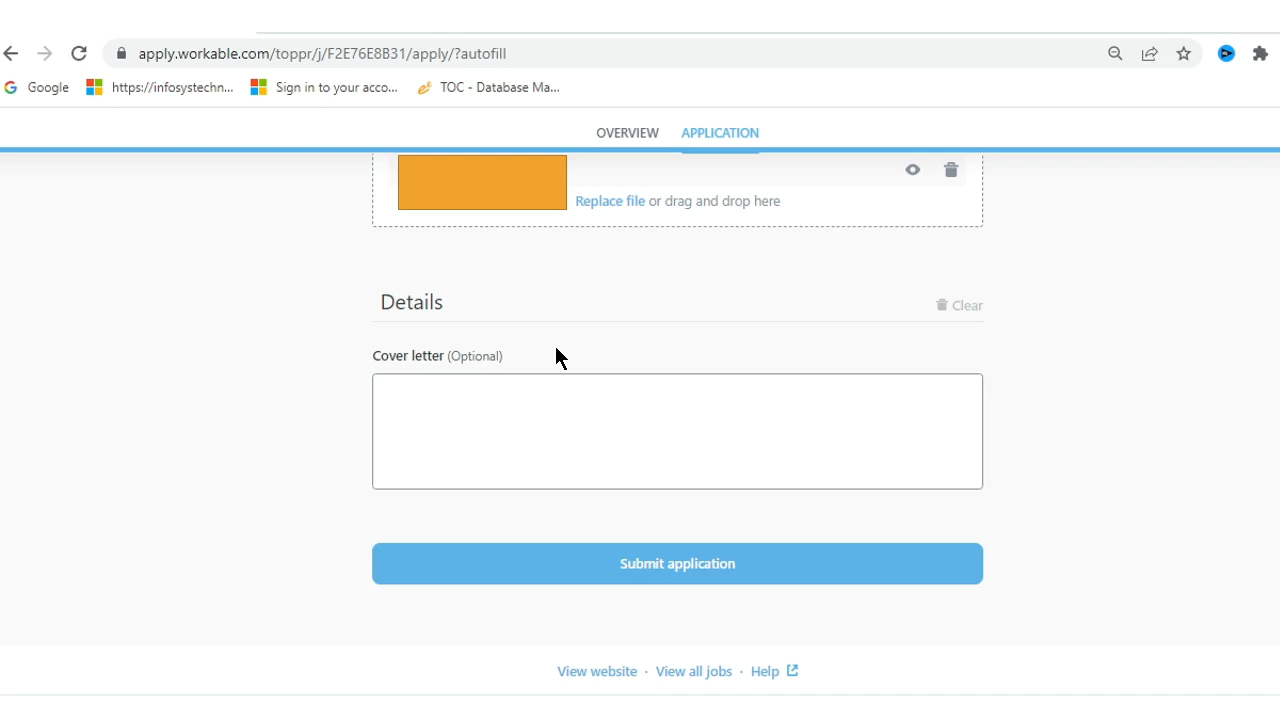 apply.workable.com/toppr/j/F2E76E8B31/apply/?autofill
Google https://infosystechn... Sign in to your acco... TOC - Database Ma...
OVERVIEW APPLICATION
Replace file or drag and drop here
Details Clear
Cover letter (Optional)
Submit application
View website · View all jobs · Help